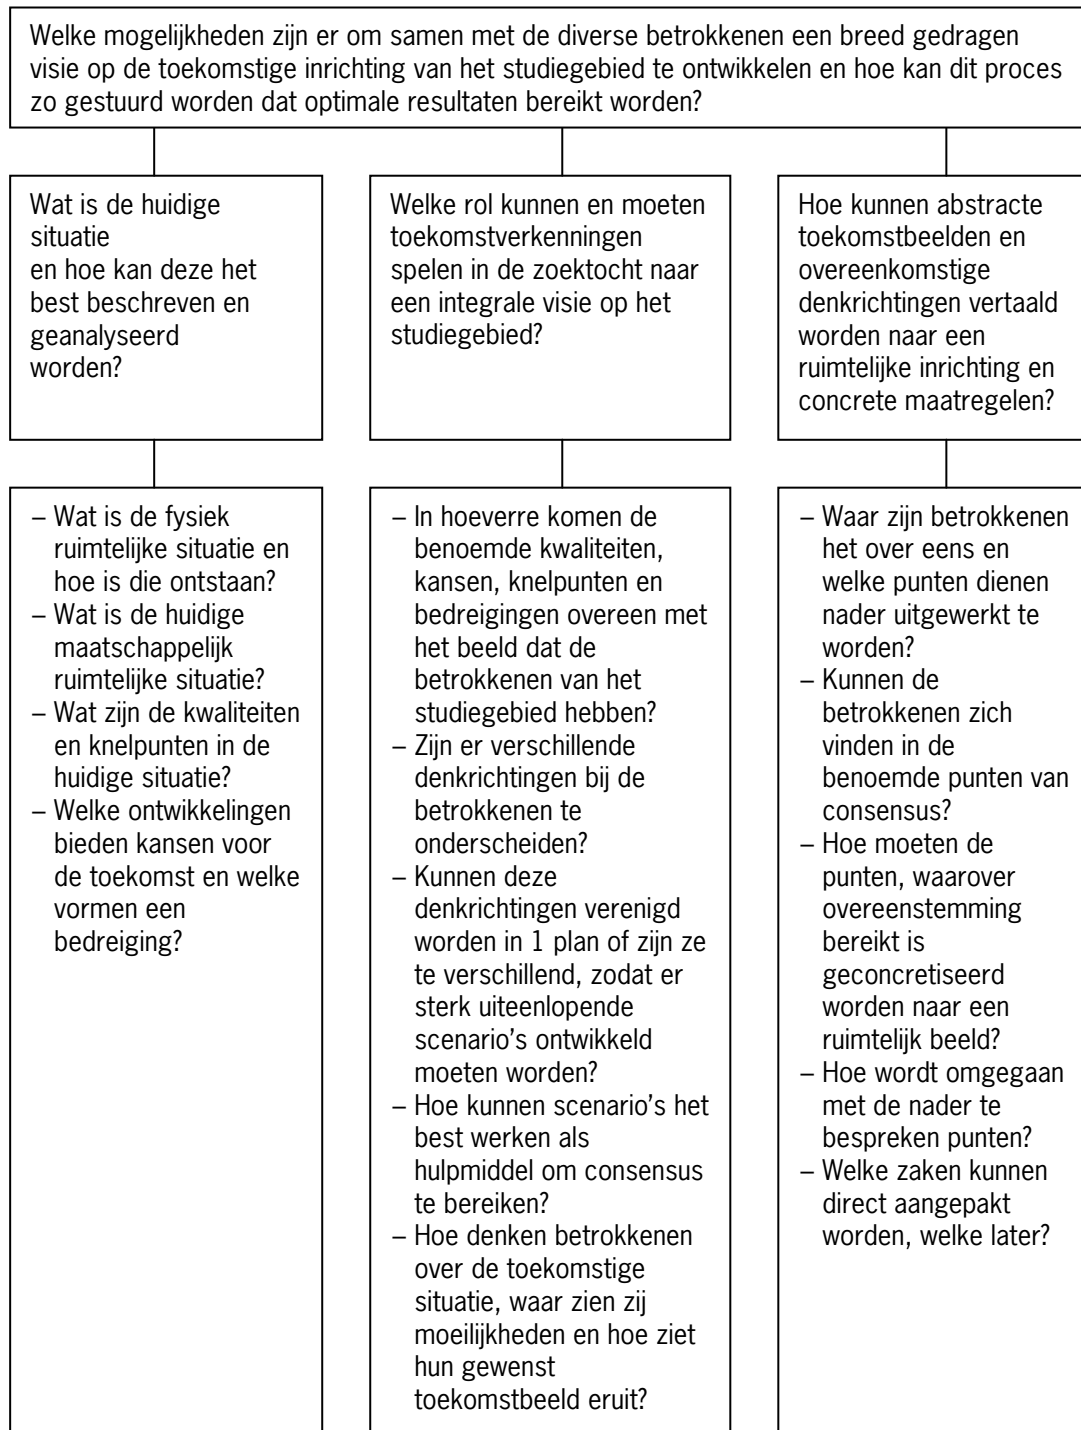 Welke mogelijkheden zijn er om samen met de diverse betrokkenen een breed gedragen
visie op de toekomstige inrichting van het studiegebied te ontwikkelen en hoe kan dit proces
zo gestuurd worden dat optimale resultaten bereikt worden?
Wat is de huidige
situatie
en hoe kan deze het
best beschreven en
geanalyseerd
worden?
Welke rol kunnen en moeten
toekomstverkenningen
spelen in de zoektocht naar
een integrale visie op het
studiegebied?
Hoe kunnen abstracte
toekomstbeelden en
overeenkomstige
denkrichtingen vertaald
worden naar een
ruimtelijke inrichting en
concrete maatregelen?
– Wat is de fysiek
ruimtelijke situatie en
hoe is die ontstaan?
– Wat is de huidige
maatschappelijk
ruimtelijke situatie?
– Wat zijn de kwaliteiten
en knelpunten in de
huidige situatie?
– Welke ontwikkelingen
bieden kansen voor
de toekomst en welke
vormen een
bedreiging?
– In hoeverre komen de
benoemde kwaliteiten,
kansen, knelpunten en
bedreigingen overeen met
het beeld dat de
betrokkenen van het
studiegebied hebben?
– Zijn er verschillende
denkrichtingen bij de
betrokkenen te
onderscheiden?
– Kunnen deze
denkrichtingen verenigd
worden in 1 plan of zijn ze
te verschillend, zodat er
sterk uiteenlopende
scenario's ontwikkeld
moeten worden?
– Hoe kunnen scenario's het
best werken als
hulpmiddel om consensus
te bereiken?
– Hoe denken betrokkenen
over de toekomstige
situatie, waar zien zij
moeilijkheden en hoe ziet
hun gewenst
toekomstbeeld eruit?
– Waar zijn betrokkenen
het over eens en
welke punten dienen
nader uitgewerkt te
worden?
– Kunnen de
betrokkenen zich
vinden in de
benoemde punten van
consensus?
– Hoe moeten de
punten, waarover
overeenstemming
bereikt is
geconcretiseerd
worden naar een
ruimtelijk beeld?
– Hoe wordt omgegaan
met de nader te
bespreken punten?
– Welke zaken kunnen
direct aangepakt
worden, welke later?